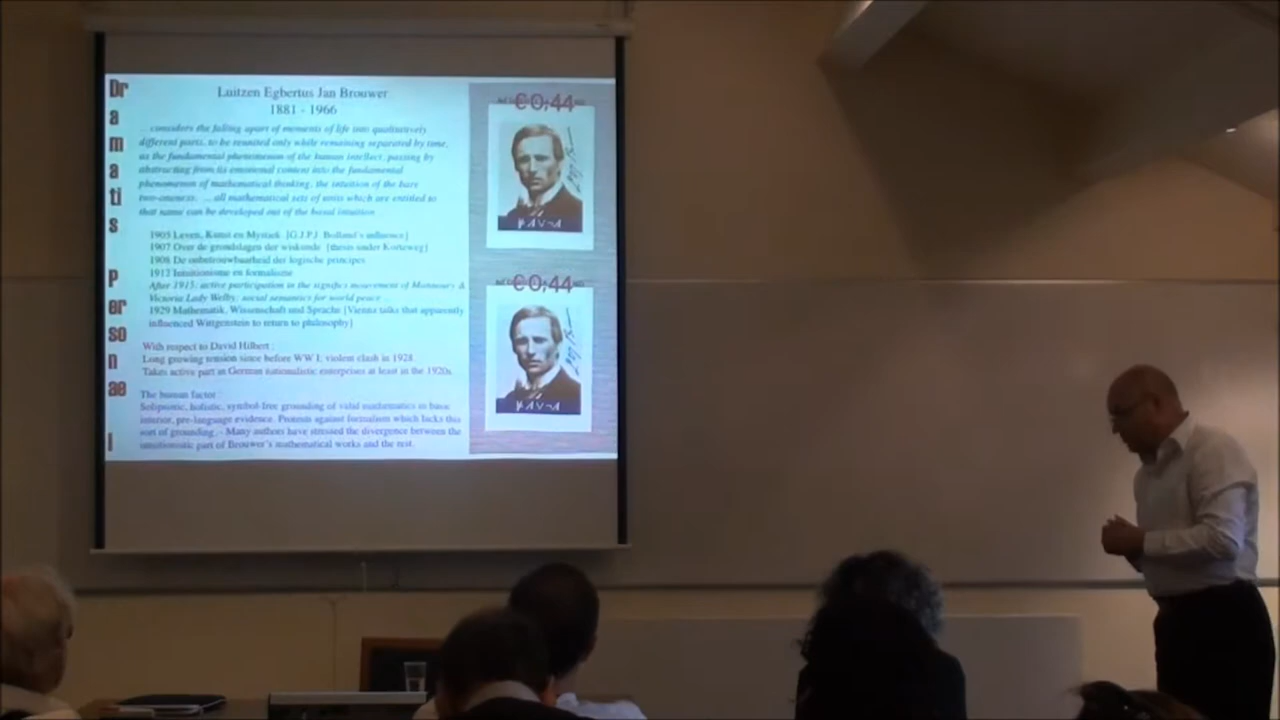 Dr
a
m
a
ti
s
P
er
so
n
ae
I
Luitzen Egbertus Jan Brouwer
1881 - 1966
... considers the falling apart of moments of life into qualitatively
different parts, to be reunited only while remaining separated by time,
as the fundamental phenomenon of the human intellect, passing by
abstracting from its emotional content into the fundamental
phenomenon of mathematical thinking, the intuition of the bare
two-oneness. ... all mathematical sets of units which are entitled to
that name can be developed out of the basal intuition
1905 Leven, Kunst en Mystiek [G.J.P.J. Bolland's influence]
1907 Over de grondslagen der wiskunde [thesis under Korteweg]
1908 De onbetrouwbaarheid der logische principes
1912 Intuitionisme en formalisme
After 1915: active participation in the significs movement of Mannoury &
Victoria Lady Welby: social semantics for world peace ...
1929 Mathematik, Wissenschaft und Sprache [Vienna talks that apparently
influenced Wittgenstein to return to philosophy]
With respect to David Hilbert :
Long growing tension since before WW I; violent clash in 1928.
Takes active part in German nationalistic enterprises at least in the 1920s.
The human factor :
Solipsistic, holistic, symbol-free grounding of valid mathematics in basic
interior, pre-language evidence. Protests against formalism which lacks this
sort of grounding. - Many authors have stressed the divergence between the
intuitionistic part of Brouwer's mathematical works and the rest.
€0,44
€0,44